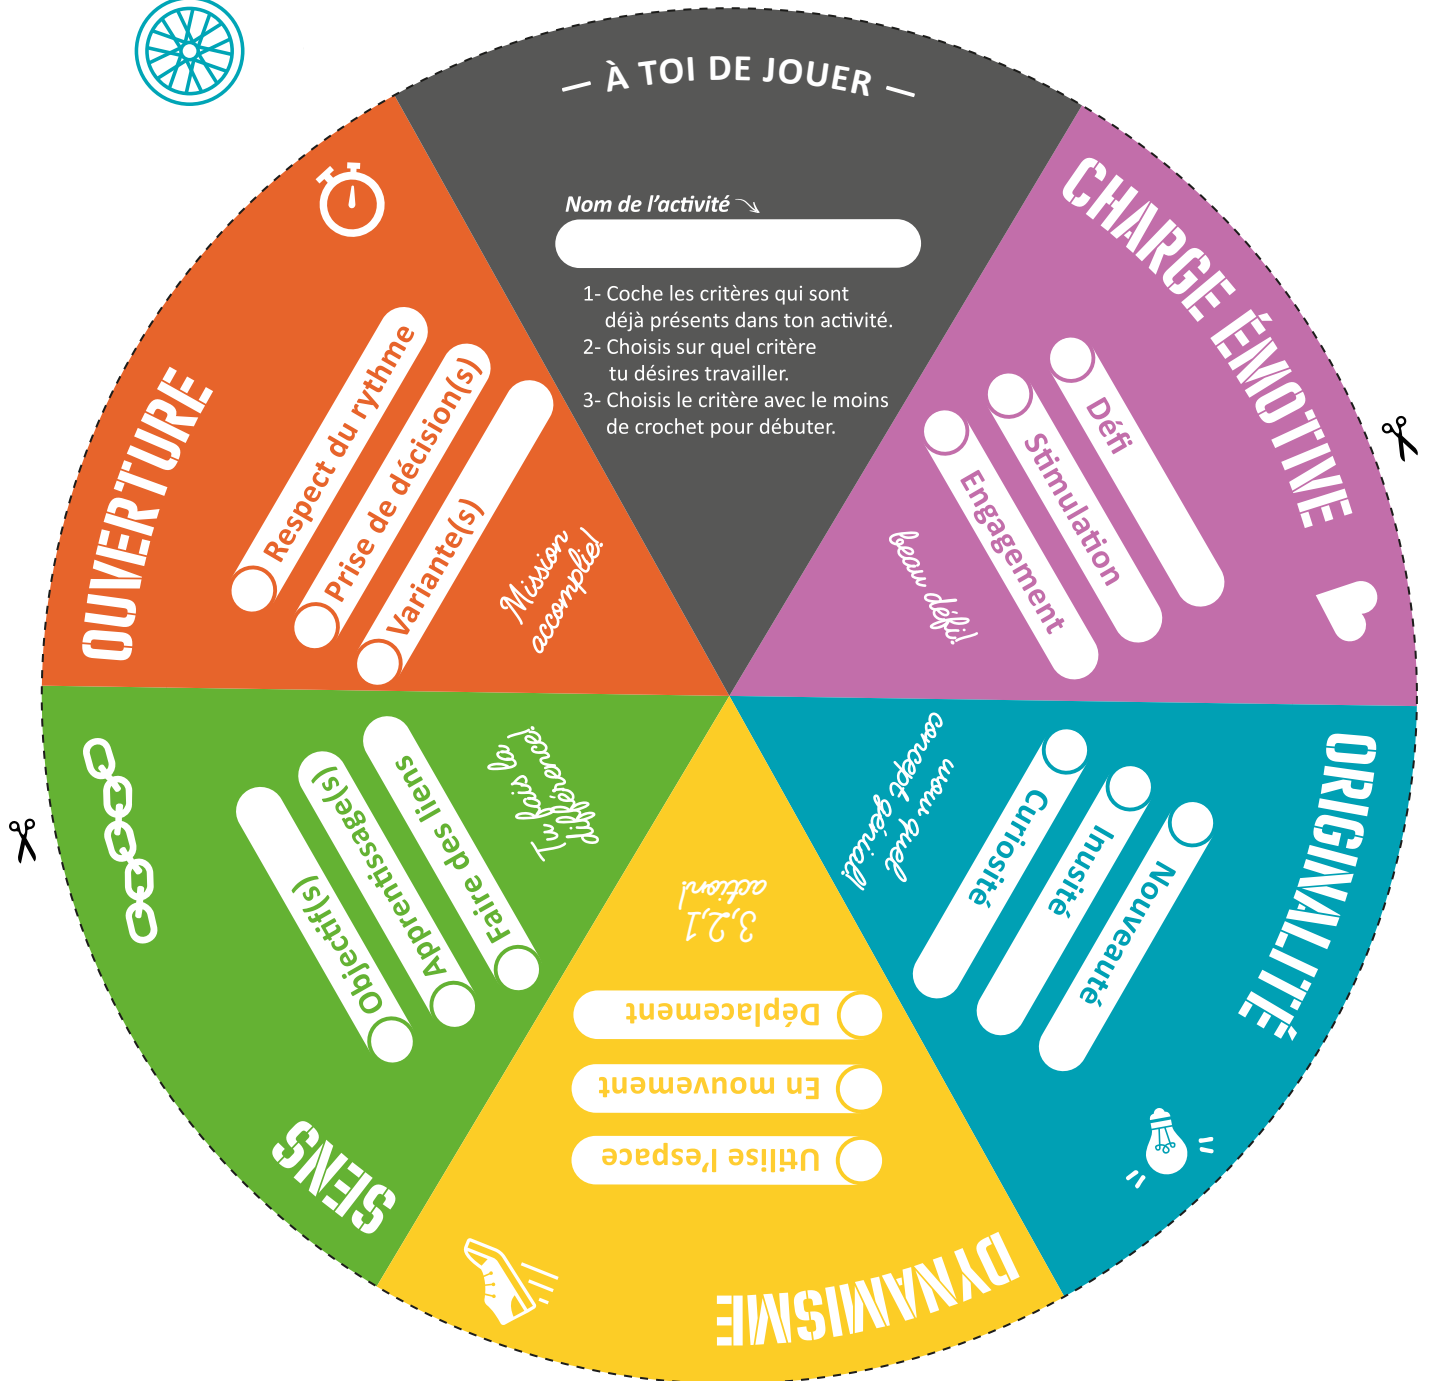 — À TOI DE JOUER —
Nom de l'activité
1- Coche les critères qui sont
déjà présents dans ton activité.
2- Choisis sur quel critère
tu désires travailler.
3- Choisis le critère avec le moins
de crochet pour débuter.
CHARGE ÉMOTIVE
Défi
Stimulation
Engagement
beau défi!
ORIGINALITÉ
Nouveauté
Inusité
Curiosité
wow quel
concept génial!
DYNAMISME
Utilise l'espace
En mouvement
Déplacement
3,2,1
action!
SENS
Objectif(s)
Apprentissage(s)
Faire des liens
Tu fais la
différence!
OUVERTURE
Respect du rythme
Prise de décision(s)
Variante(s)
Mission
accomplie!